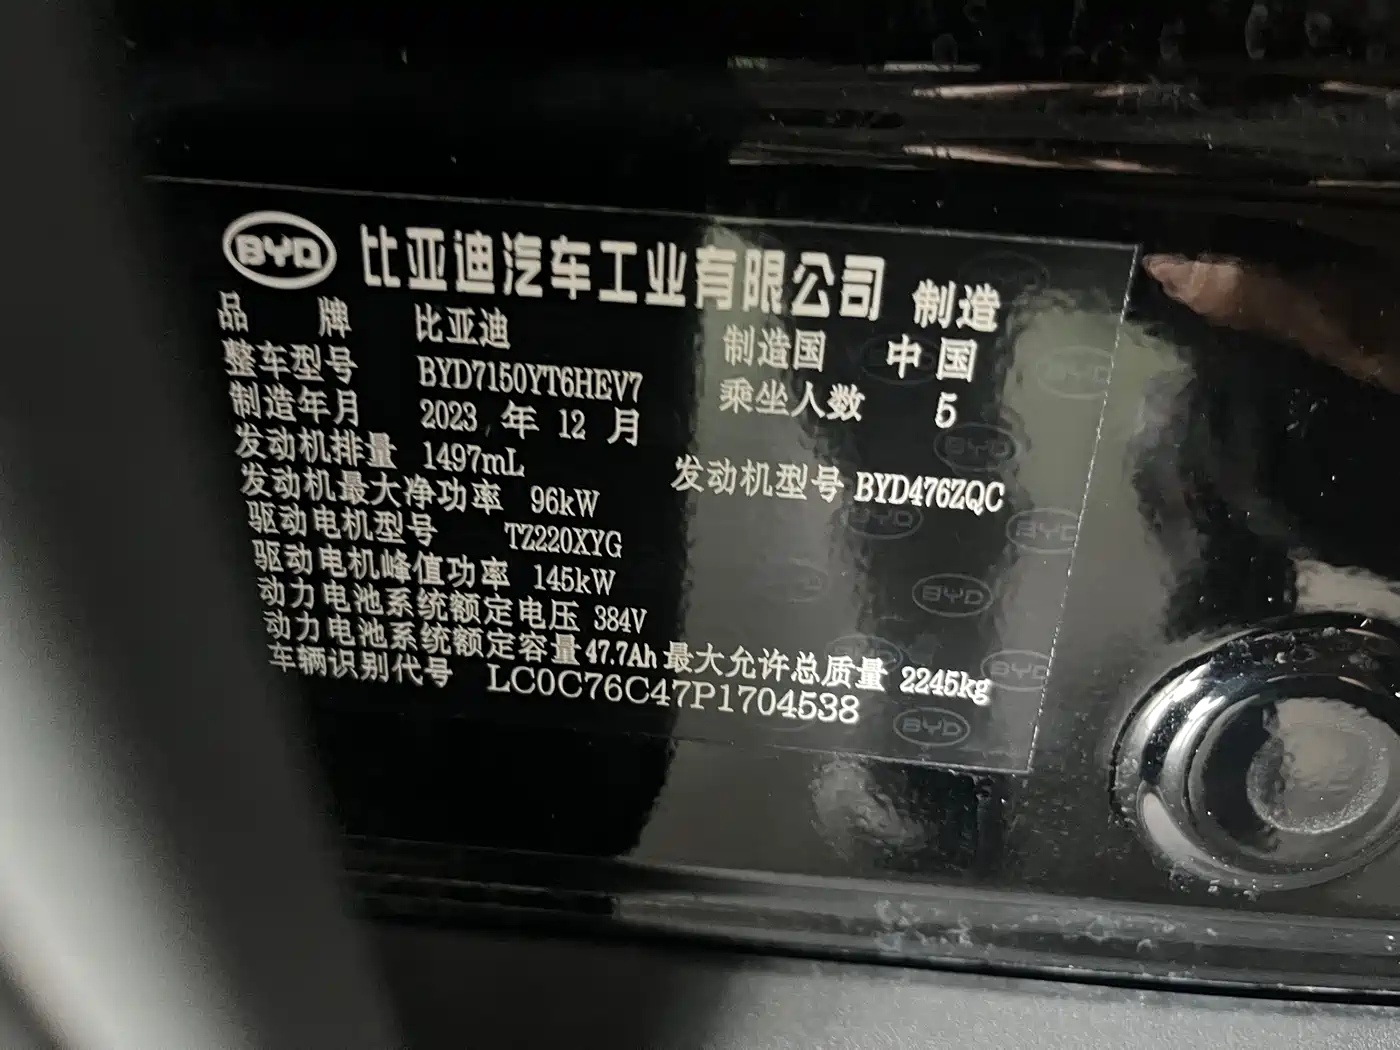 BYD 比亚迪汽车工业有限公司 制造
品 牌 比亚迪 制造国 中国
整车型号 BYD7150YT6HEV7 乘坐人数 5
制造年月 2023 年 12 月
发动机排量 1497mL 发动机型号 BYD476ZQC
发动机最大净功率 96kW
驱动电机型号 TZ220XYG
驱动电机峰值功率 145kW
动力电池系统额定电压 384V
动力电池系统额定容量 47.7Ah 最大允许总质量 2245kg
车辆识别代号 LC0C76C47P1704538